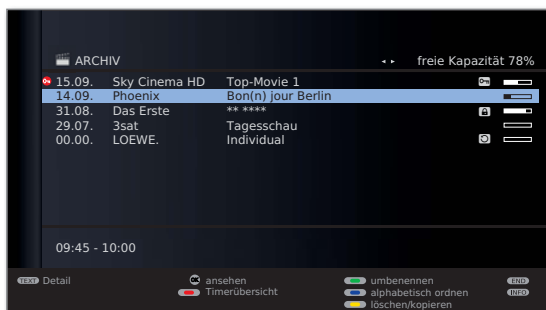 ARCHIV freie Kapazität 78%
15.09. Sky Cinema HD Top-Movie 1
14.09. Phoenix Bon(n) jour Berlin
31.08. Das Erste ** ****
29.07. 3sat Tagesschau
00.00. LOEWE. Individual
09:45 - 10:00
TEXT Detail OK ansehen umbenennen END
Timerübersicht alphabetisch ordnen INFO
löschen/kopieren